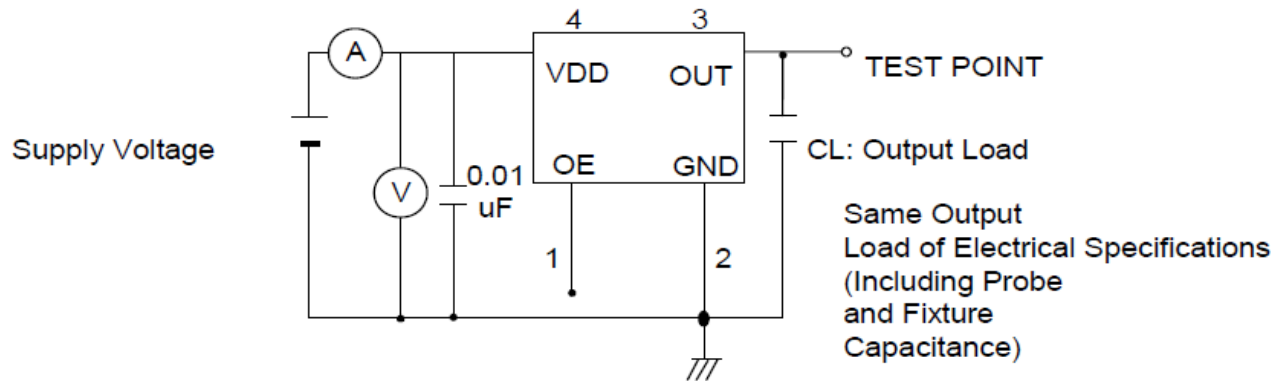 4
3
A
VDD
OUT
TEST POINT
Supply Voltage
V
0.01
uF
OE
GND
CL: Output Load
1
2
Same Output
Load of Electrical Specifications
(Including Probe
and Fixture
Capacitance)